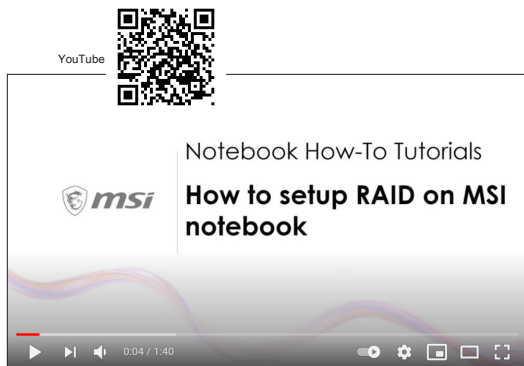 YouTube
Notebook How-To Tutorials
msi
How to setup RAID on MSI
notebook
0:04 / 1:40